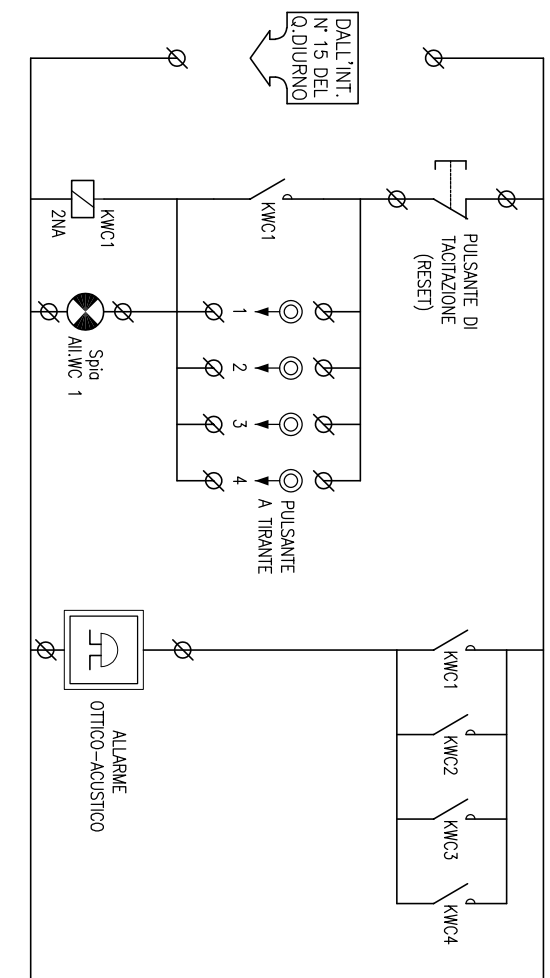 DALL'INT.
N° 15 DEL
Q.DIURNO
PULSANTE DI
TACITAZIONE
(RESET)
KWC1
KWC1
2NA
1
2
3
4
PULSANTE
A TIRANTE
Spia
All.WC 1
KWC1
KWC2
KWC3
KWC4
ALLARME
OTTICO-ACUSTICO